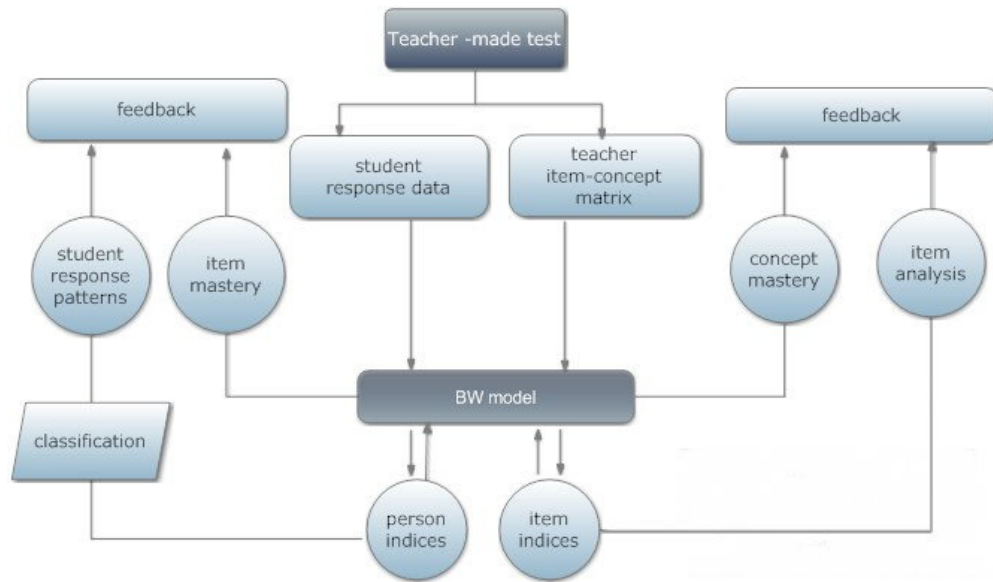 Teacher -made test
feedback
feedback
student
response data
teacher
item-concept
matrix
student
response
patterns
item
mastery
concept
mastery
item
analysis
BW model
classification
person
indices
item
indices